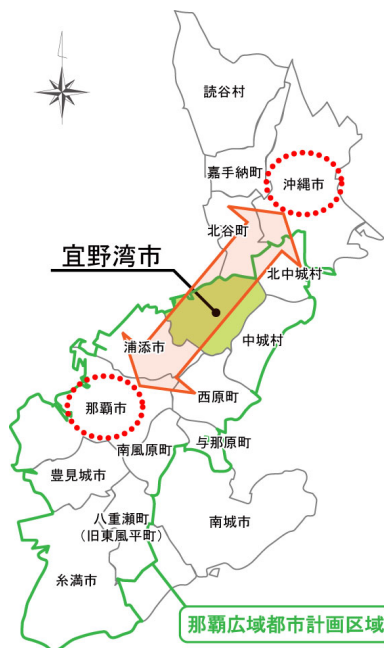 読谷村
嘉手納町
沖縄市
北谷町
宜野湾市
北中城村
浦添市
中城村
西原町
那覇市
与那原町
南風原町
豊見城市
南城市
八重瀬町
（旧東風平町）
糸満市
那覇広域都市計画区域